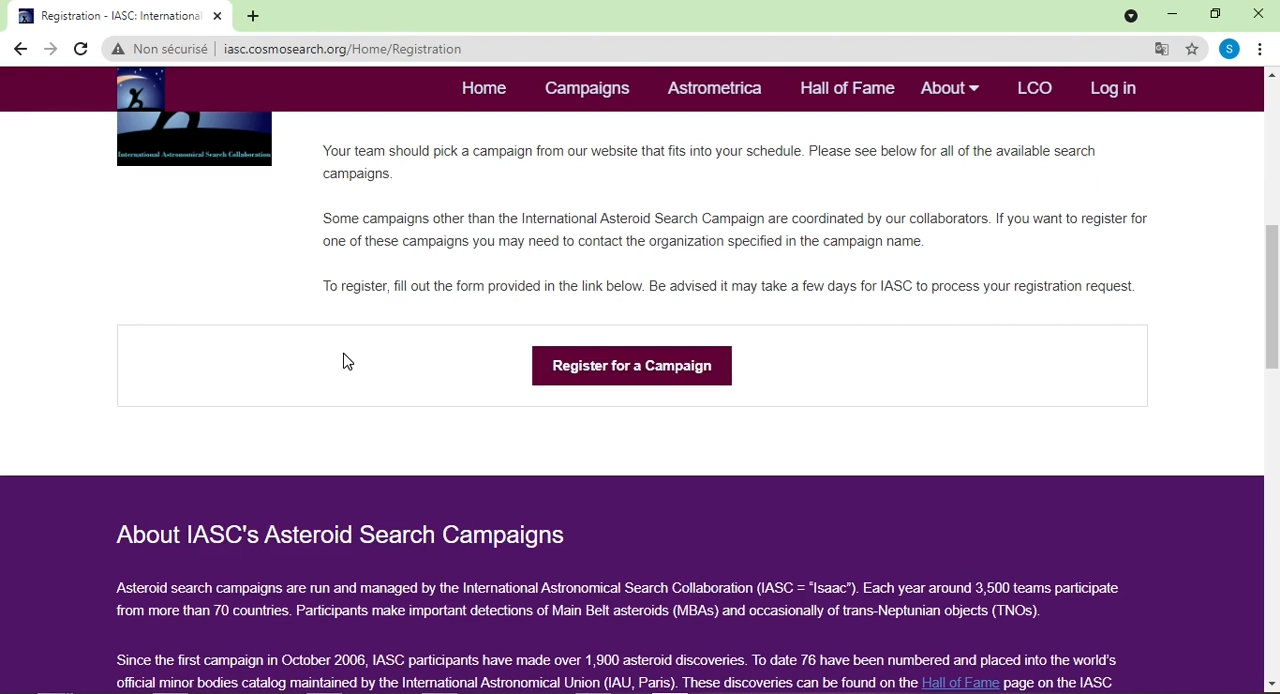 Registration - IASC: International
Non sécurisé iasc.cosmosearch.org/Home/Registration S
Home Campaigns Astrometrica Hall of Fame About LCO Log in
International Astronomical Search Collaboration
Your team should pick a campaign from our website that fits into your schedule. Please see below for all of the available search
campaigns.
Some campaigns other than the International Asteroid Search Campaign are coordinated by our collaborators. If you want to register for
one of these campaigns you may need to contact the organization specified in the campaign name.
To register, fill out the form provided in the link below. Be advised it may take a few days for IASC to process your registration request.
Register for a Campaign
About IASC's Asteroid Search Campaigns
Asteroid search campaigns are run and managed by the International Astronomical Search Collaboration (IASC = “Isaac”). Each year around 3,500 teams participate
from more than 70 countries. Participants make important detections of Main Belt asteroids (MBAs) and occasionally of trans-Neptunian objects (TNOs).
Since the first campaign in October 2006, IASC participants have made over 1,900 asteroid discoveries. To date 76 have been numbered and placed into the world’s
official minor bodies catalog maintained by the International Astronomical Union (IAU, Paris). These discoveries can be found on the Hall of Fame page on the IASC